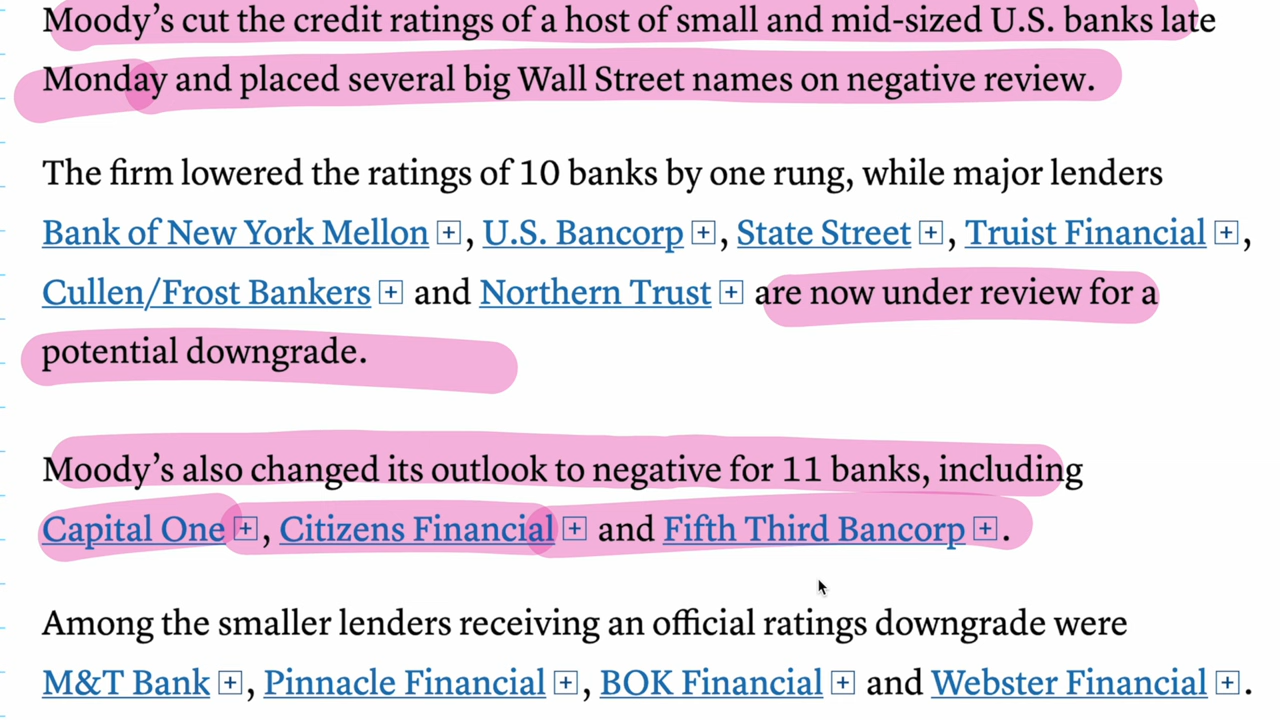 Moody’s cut the credit ratings of a host of small and mid-sized U.S. banks late
Monday and placed several big Wall Street names on negative review.
The firm lowered the ratings of 10 banks by one rung, while major lenders
Bank of New York Mellon +, U.S. Bancorp +, State Street +, Truist Financial +,
Cullen/Frost Bankers + and Northern Trust + are now under review for a
potential downgrade.
Moody’s also changed its outlook to negative for 11 banks, including
Capital One +, Citizens Financial + and Fifth Third Bancorp +.
Among the smaller lenders receiving an official ratings downgrade were
M&T Bank +, Pinnacle Financial +, BOK Financial + and Webster Financial +.